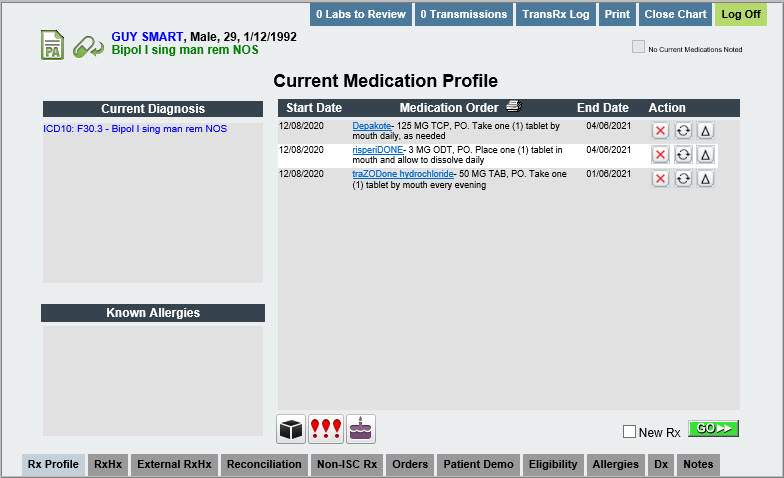 0 Labs to Review 0 Transmissions TransRx Log Print Close Chart Log Off
PA
GUY SMART, Male, 29, 1/12/1992
Bipol I sing man rem NOS
No Current Medications Noted
Current Medication Profile
Current Diagnosis
ICD10: F30.3 - Bipol I sing man rem NOS
Known Allergies
Start Date Medication Order End Date Action
12/08/2020 Depakote- 125 MG TCP, PO. Take one (1) tablet by 04/06/2021
mouth daily, as needed
12/08/2020 risperiDONE- 3 MG ODT, PO. Place one (1) tablet in 04/06/2021
mouth and allow to dissolve daily
12/08/2020 traZODone hydrochloride- 50 MG TAB, PO. Take one 01/06/2021
(1) tablet by mouth every evening
New Rx GO
Rx Profile RxHx External RxHx Reconciliation Non-ISC Rx Orders Patient Demo Eligibility Allergies Dx Notes